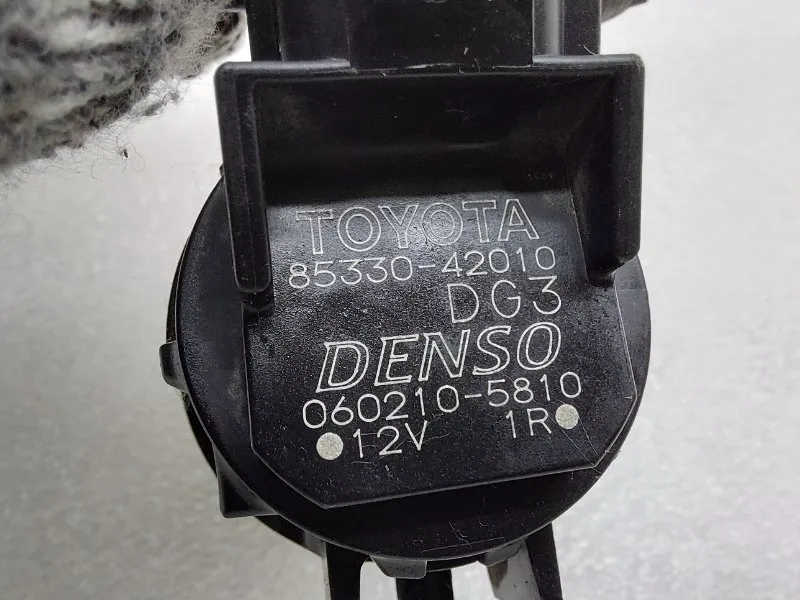 TOYOTA
85330-42010
DG3
DENSO
060210-5810
12V 1R